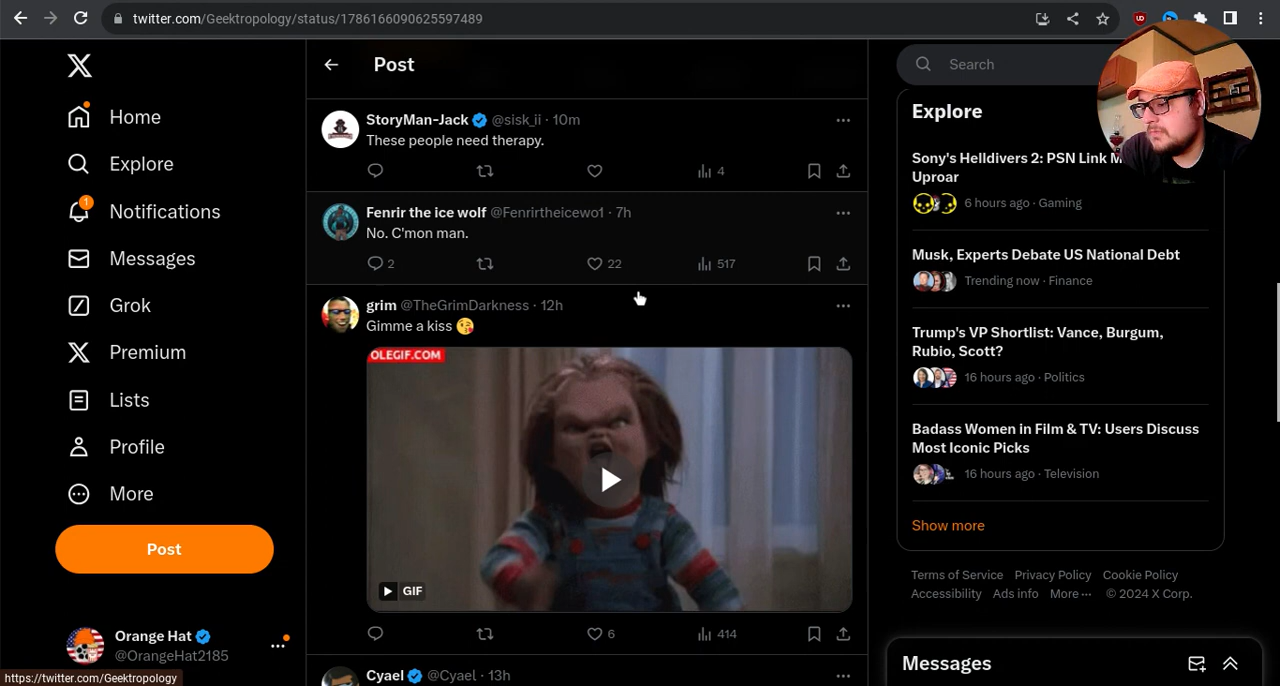 twitter.com/Geektropology/status/1786166090625597489
Home
Explore
1
Notifications
Messages
Grok
Premium
Lists
Profile
More
Post
Orange Hat
@OrangeHat2185
https://twitter.com/Geektropology
Post
StoryMan-Jack @sisk_ii · 10m
These people need therapy.
4
Fenrir the ice wolf @Fenrirtheicewo1 · 7h
No. C'mon man.
2 22 517
grim @TheGrimDarkness · 12h
Gimme a kiss 😘
OLEGIF.COM
GIF
6 414
Cyael @Cyael · 13h
Search
Explore
Sony's Helldivers 2: PSN Link
Uproar
6 hours ago · Gaming
Musk, Experts Debate US National Debt
Trending now · Finance
Trump's VP Shortlist: Vance, Burgum,
Rubio, Scott?
16 hours ago · Politics
Badass Women in Film & TV: Users Discuss
Most Iconic Picks
16 hours ago · Television
Show more
Terms of Service Privacy Policy Cookie Policy
Accessibility Ads info More ··· © 2024 X Corp.
Messages